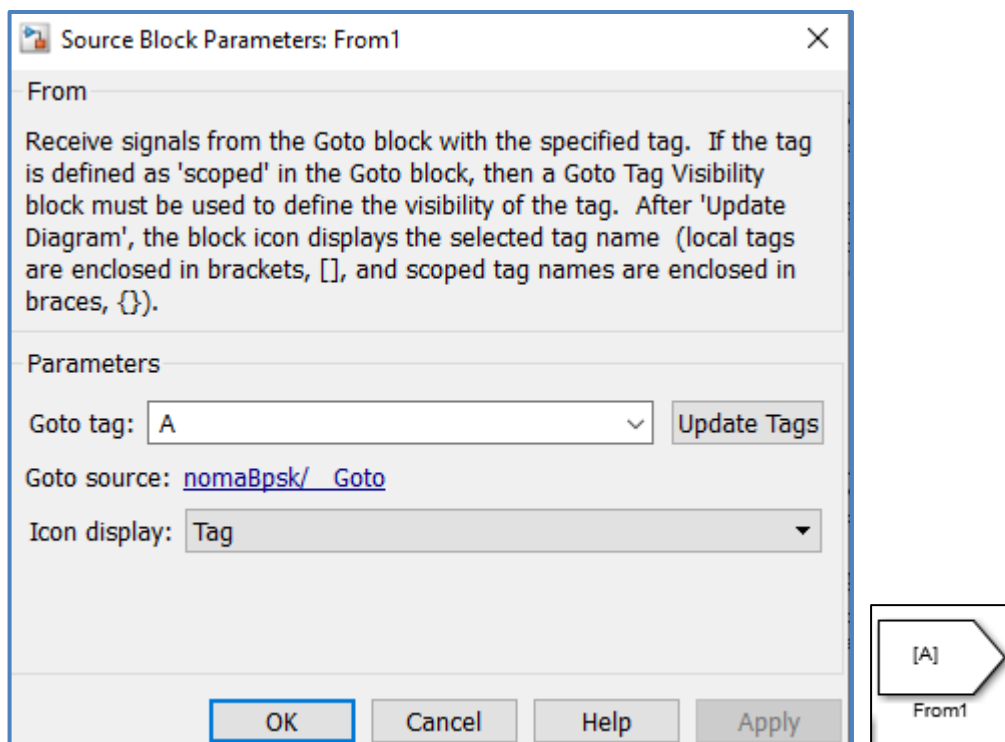 Source Block Parameters: From1
From
Receive signals from the Goto block with the specified tag.  If the tag
is defined as 'scoped' in the Goto block, then a Goto Tag Visibility
block must be used to define the visibility of the tag.  After 'Update
Diagram', the block icon displays the selected tag name  (local tags
are enclosed in brackets, [], and scoped tag names are enclosed in
braces, {}).
Parameters
Goto tag: A Update Tags
Goto source: nomaBpsk/  Goto
Icon display: Tag
OK Cancel Help Apply
[A]
From1